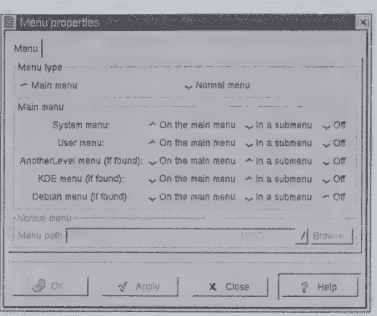 Menu properties
Menu
Menu type
Main menu Normal menu
Main menu
System menu: On the main menu In a submenu Off
User menu: On the main menu In a submenu Off
AnotherLevel menu (if found): On the main menu In a submenu Off
KDE menu (if found): On the main menu In a submenu Off
Debian menu (if found): On the main menu In a submenu Off
Normal menu
Menu path: / Browse...
OK Apply Close Help